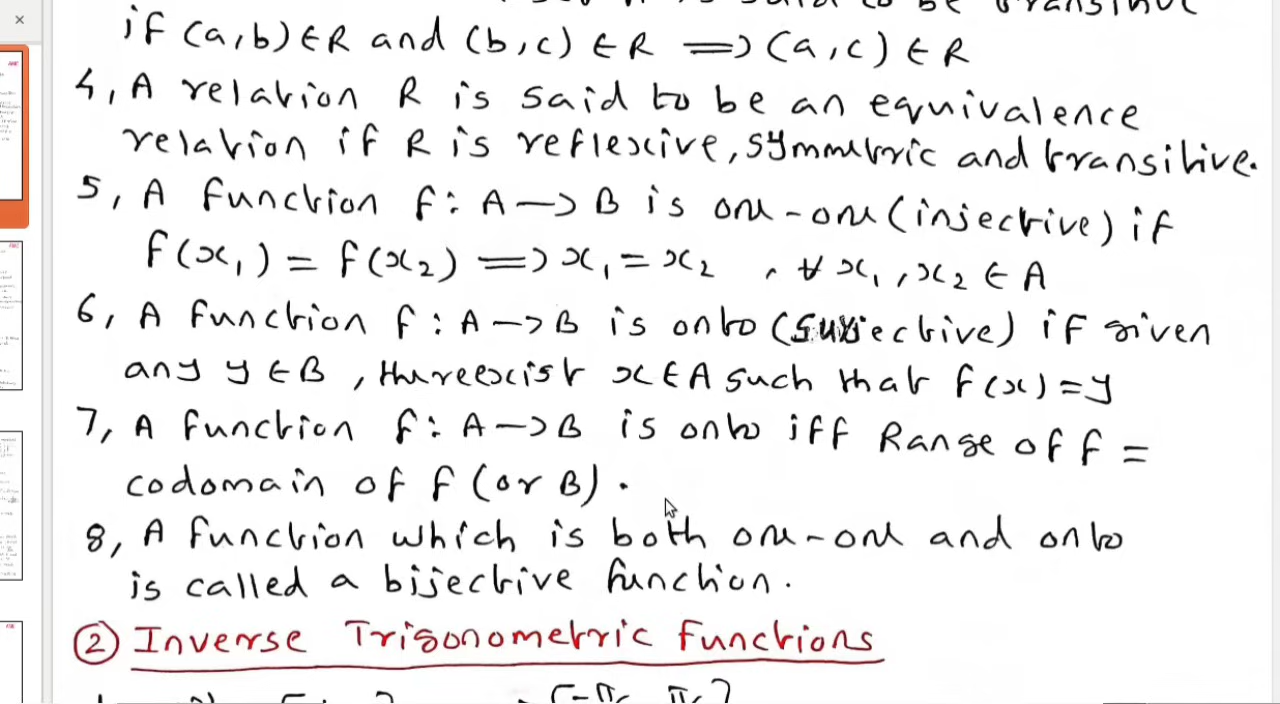 if (a,b) ∈ R and (b,c) ∈ R ⟹ (a,c) ∈ R
4, A relation R is said to be an equivalence
relation if R is reflexive, symmetric and transitive.
5, A function f: A → B is one-one (injective) if
f(x₁) = f(x₂) ⟹ x₁ = x₂ , ∀ x₁, x₂ ∈ A
6, A function f: A → B is onto (Surjective) if given
any y ∈ B, there exist x ∈ A such that f(x) = y
7, A function f: A → B is onto iff Range of f =
codomain of f (or B).
8, A function which is both one-one and onto
is called a bijective function.
② Inverse Trigonometric Functions